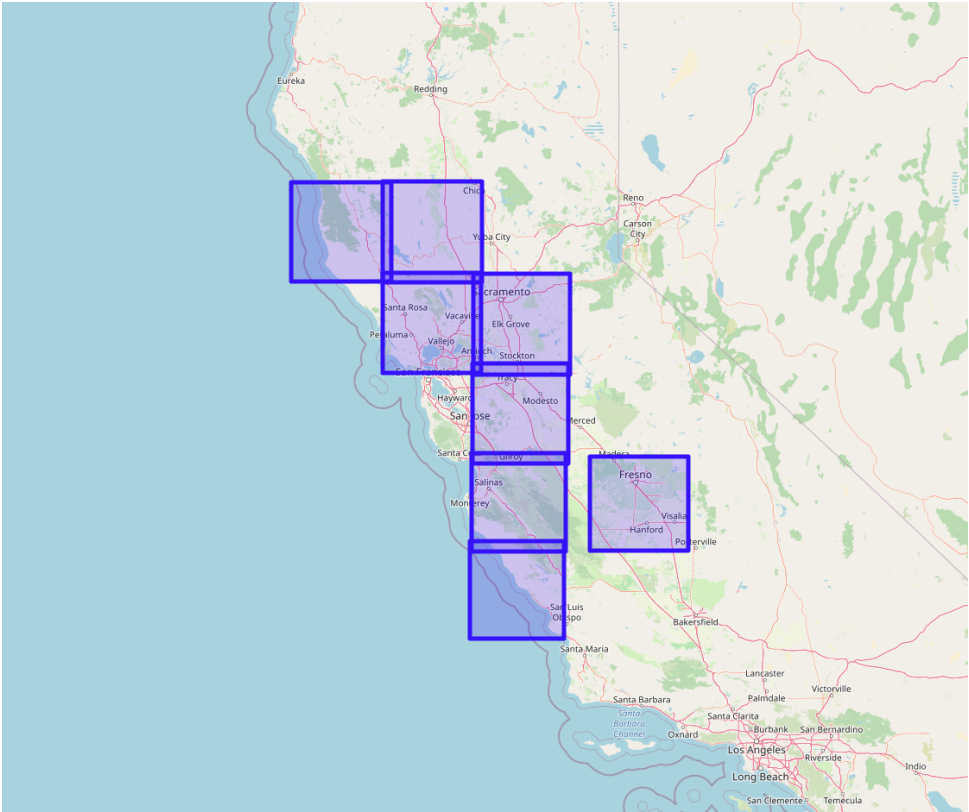 Eureka
Redding
Chico
Yuba City
Reno
Carson
City
Sacramento
Santa Rosa
Vacaville
Elk Grove
Petaluma
Vallejo
Antioch
Stockton
San Francisco
Tracy
Hayward
Modesto
San Jose
Merced
Santa Cr
Gilroy
Madera
Fresno
Salinas
Monterey
Visalia
Hanford
Porterville
San Luis
Obispo
Bakersfield
Santa Maria
Lancaster
Palmdale
Victorville
Santa Barbara
Santa
Barbara
Channel
Santa Clarita
Oxnard
Burbank
San Bernardino
Los Angeles
Riverside
Indio
Long Beach
San Clemente
Temecula